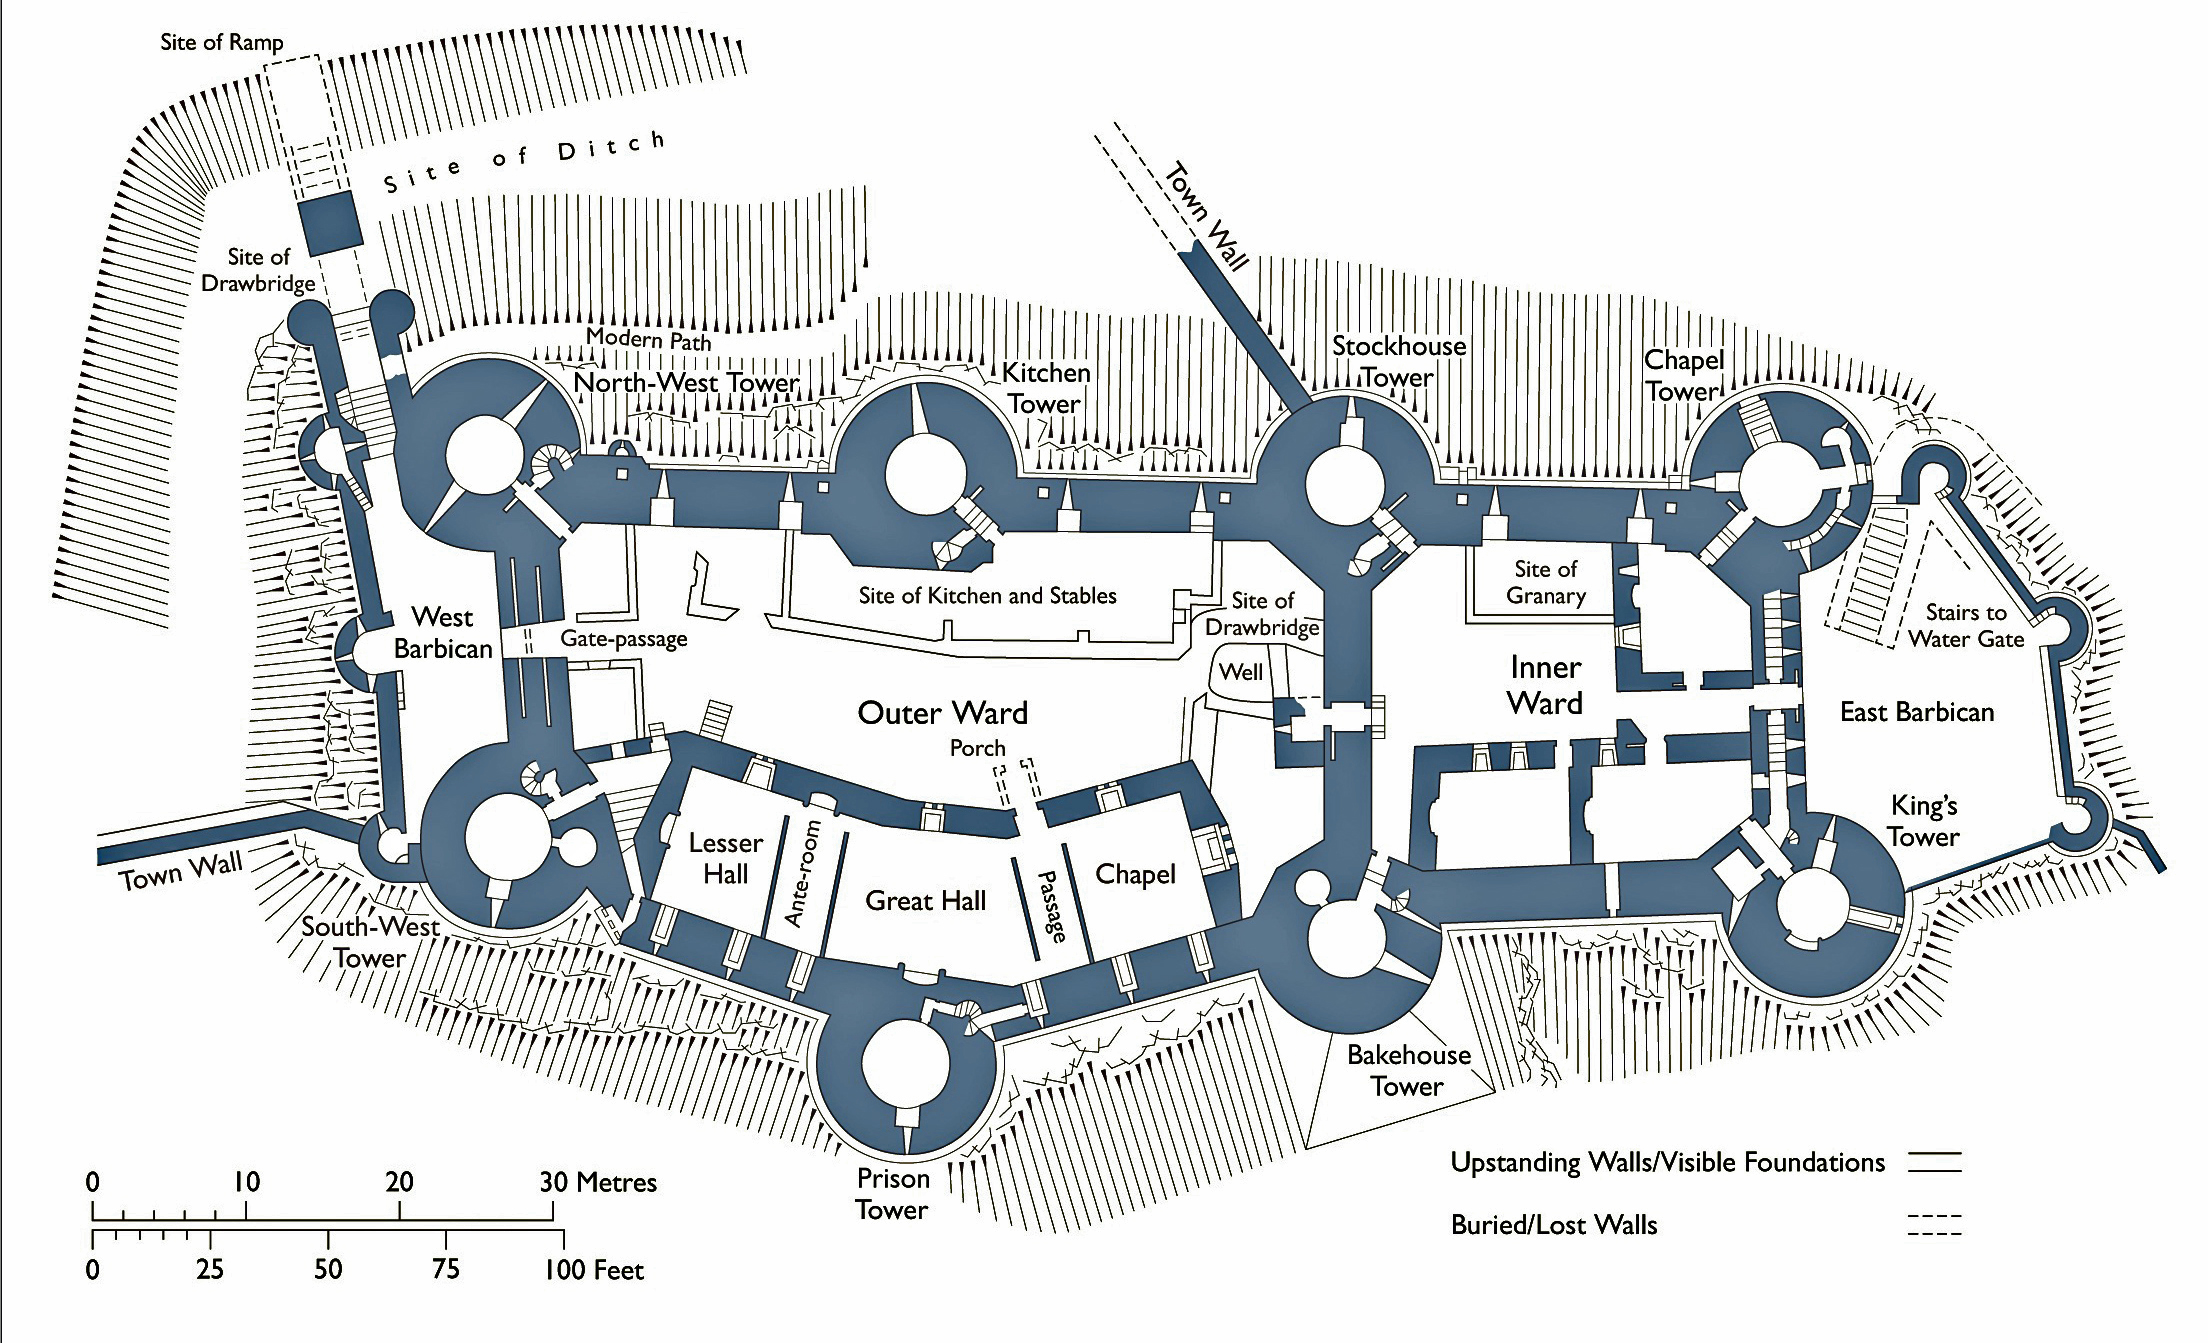 Site of Ramp
Site of Ditch
Town Wall
Site of
Drawbridge
Modern Path
North-West Tower
Kitchen
Tower
Stockhouse
Tower
Chapel
Tower
West
Barbican
Gate-passage
Site of Kitchen and Stables
Site of
Drawbridge
Well
Site of
Granary
Inner
Ward
Stairs to
Water Gate
East Barbican
Outer Ward
Porch
King's
Tower
Town Wall
Lesser
Hall
Ante-room
Great Hall
Passage
Chapel
South-West
Tower
Bakehouse
Tower
Prison
Tower
0 10 20 30 Metres
0 25 50 75 100 Feet
Upstanding Walls/Visible Foundations
Buried/Lost Walls